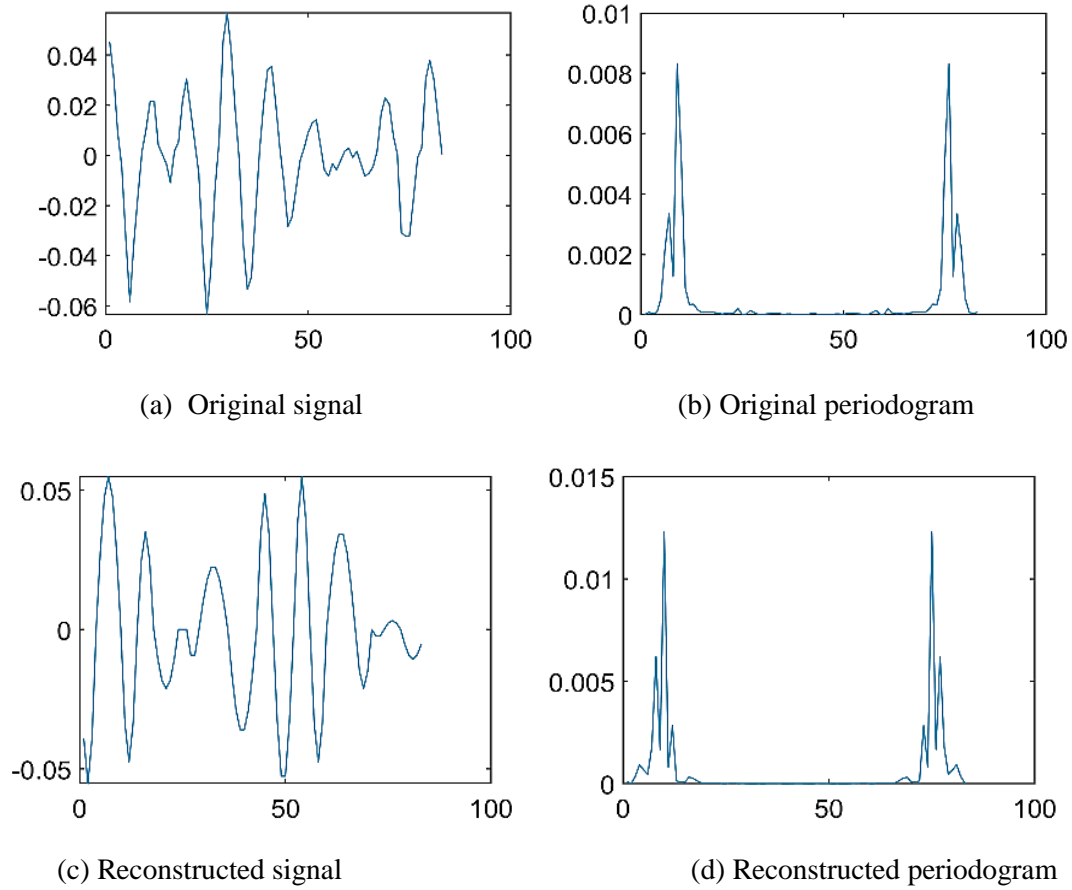 0.04
0.02
0
-0.02
-0.04
-0.06
0 50 100
(a) Original signal
0.01
0.008
0.006
0.004
0.002
0
0 50 100
(b) Original periodogram
0.05
0
-0.05
0 50 100
(c) Reconstructed signal
0.015
0.01
0.005
0
0 50 100
(d) Reconstructed periodogram